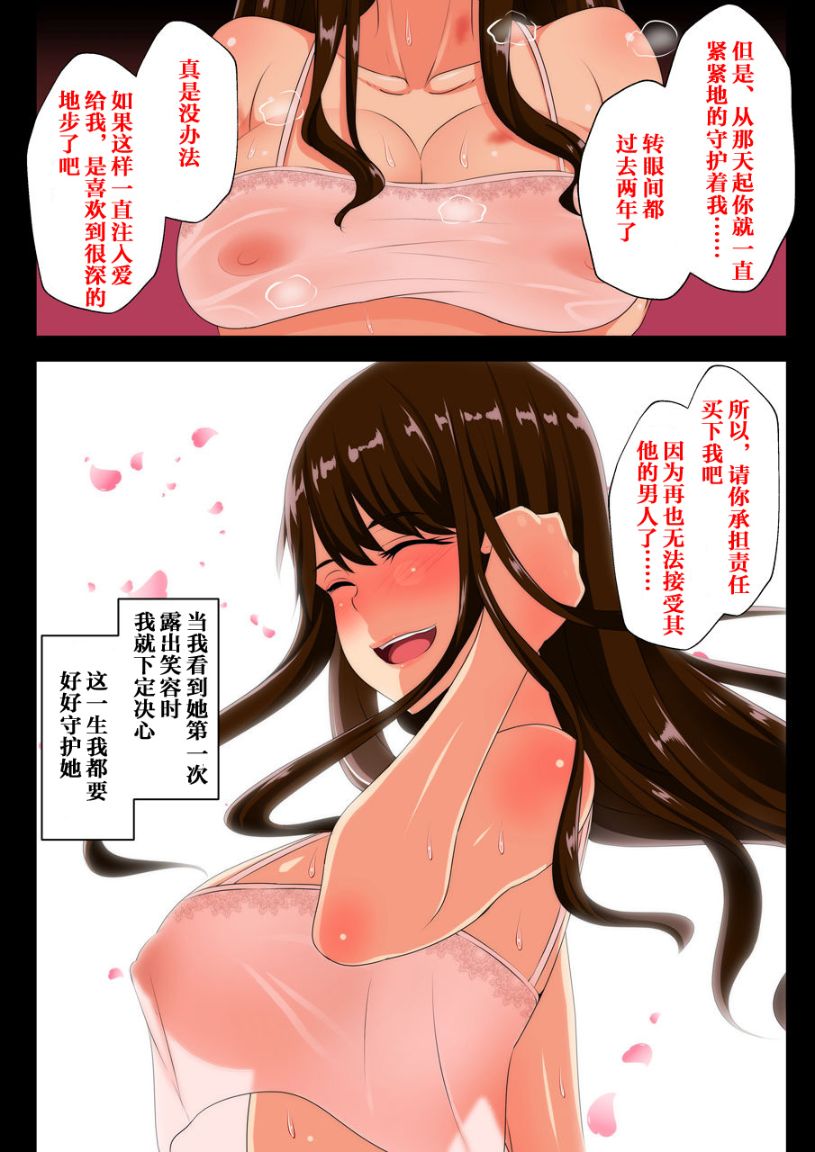 但是、从那天起你就一直
紧紧地的守护着我……
转眼间都
过去两年了
真是没办法
如果这样一直注入爱
给我，是喜欢到很深的
地步了吧
所以，请你承担责任
买下我吧
因为再也无法接受其
他的男人了……
当我看到她第一次
露出笑容时
我就下定决心
这一生我都要
好好守护她